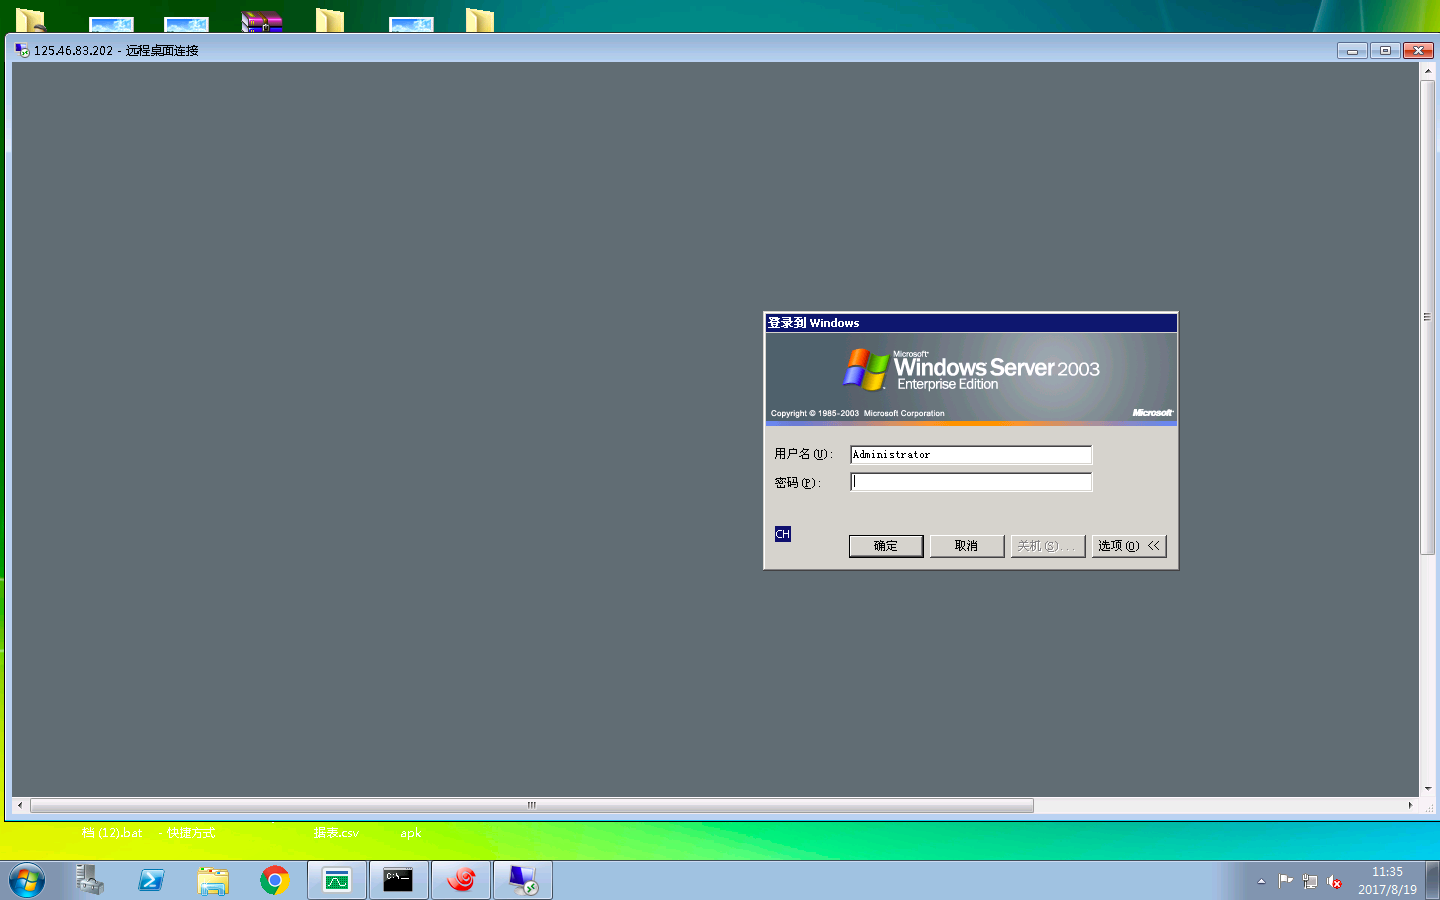 125.46.83.202 - 远程桌面连接
登录到 Windows
Microsoft
Windows Server 2003
Enterprise Edition
Copyright © 1985-2003 Microsoft Corporation
Microsoft
用户名(U):
Administrator
密码(P):
CH
确定
取消
关机(S)...
选项(O) <<
档 (12).bat
- 快捷方式
据表.csv
apk
C:\_
11:35
2017/8/19